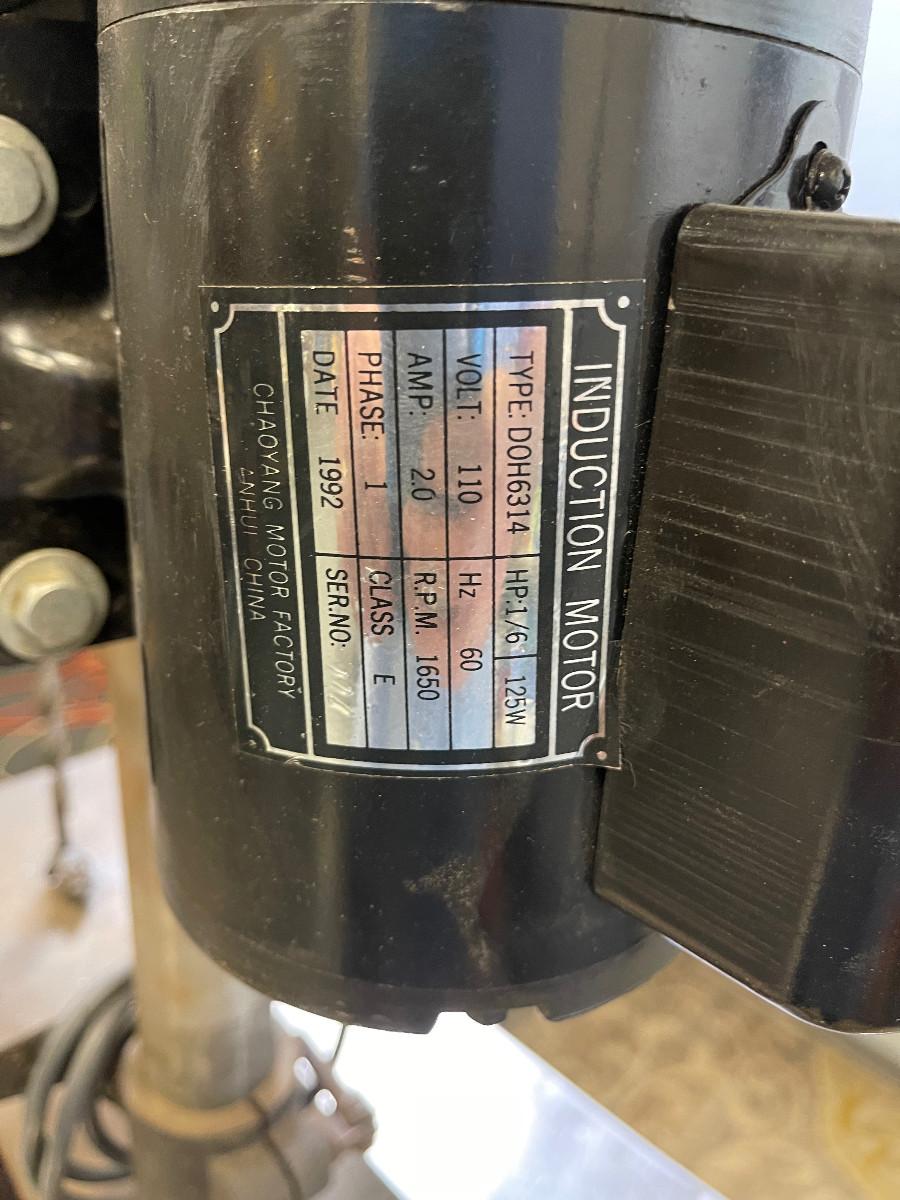 INDUCTION MOTOR
TYPE: DOH6314 HP:1/6 125W
VOLT: 110 Hz 60
AMP: 2.0 R.P.M. 1650
PHASE: 1 CLASS E
DATE 1992 SER.NO:
CHAOYANG MOTOR FACTORY
ANHUI CHINA